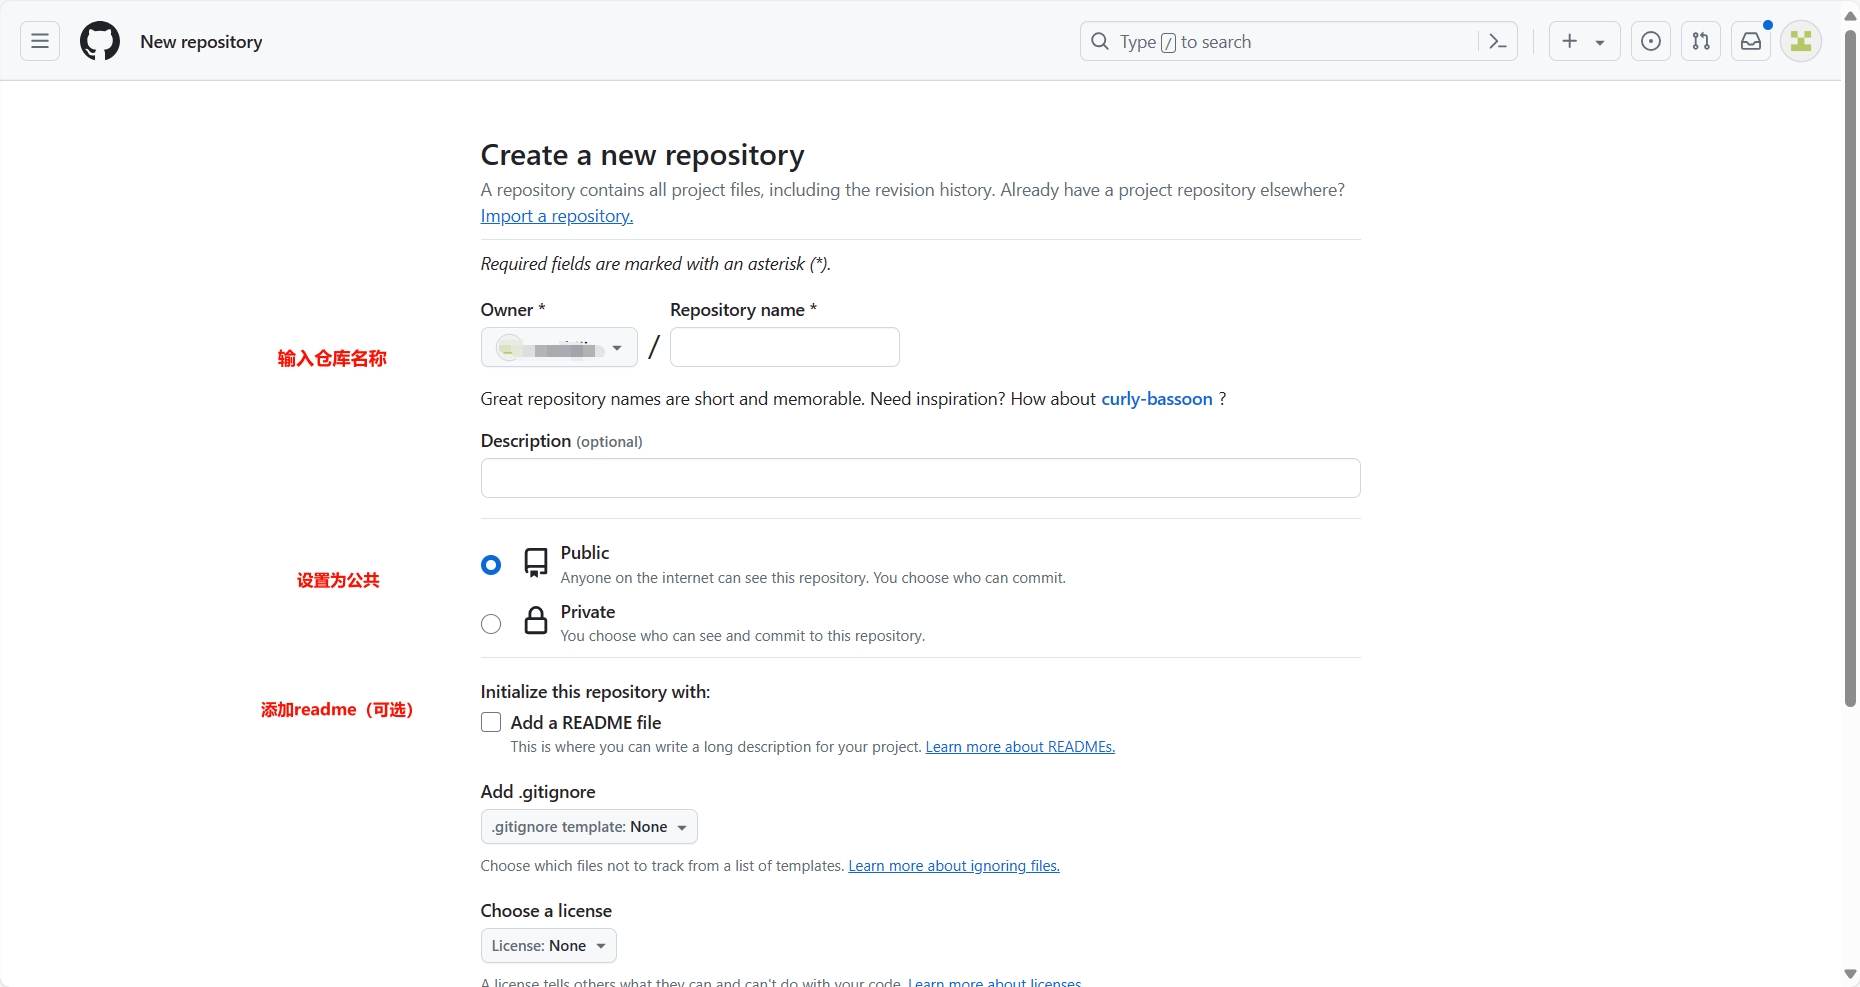 New repository
Type / to search
Create a new repository
A repository contains all project files, including the revision history. Already have a project repository elsewhere?
Import a repository.
Required fields are marked with an asterisk (*).
Owner *
Repository name *
输入仓库名称
/
Great repository names are short and memorable. Need inspiration? How about curly-bassoon ?
Description (optional)
Public
设置为公共
Anyone on the internet can see this repository. You choose who can commit.
Private
You choose who can see and commit to this repository.
Initialize this repository with:
添加readme（可选）
Add a README file
This is where you can write a long description for your project. Learn more about READMEs.
Add .gitignore
.gitignore template: None
Choose which files not to track from a list of templates. Learn more about ignoring files.
Choose a license
License: None
A license tells others what they can and can't do with your code. Learn more about licenses.